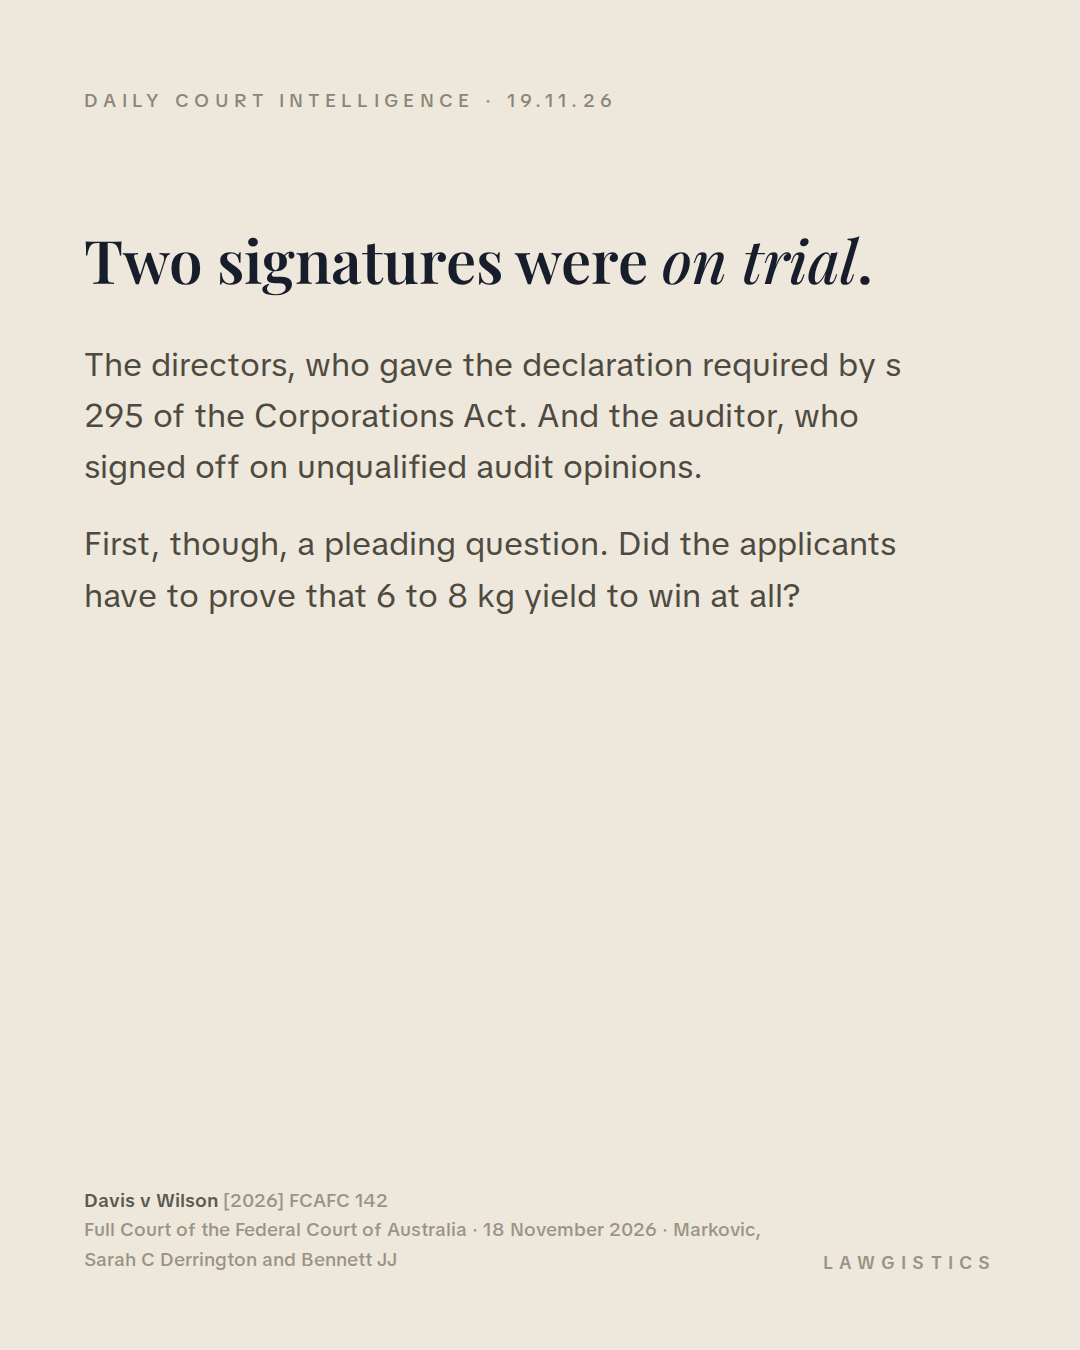 DAILY COURT INTELLIGENCE · 19.11.26
Two signatures were on trial.
The directors, who gave the declaration required by s
295 of the Corporations Act. And the auditor, who
signed off on unqualified audit opinions.
First, though, a pleading question. Did the applicants
have to prove that 6 to 8 kg yield to win at all?
Davis v Wilson [2026] FCAFC 142
Full Court of the Federal Court of Australia · 18 November 2026 · Markovic,
Sarah C Derrington and Bennett JJ
LAWGISTICS